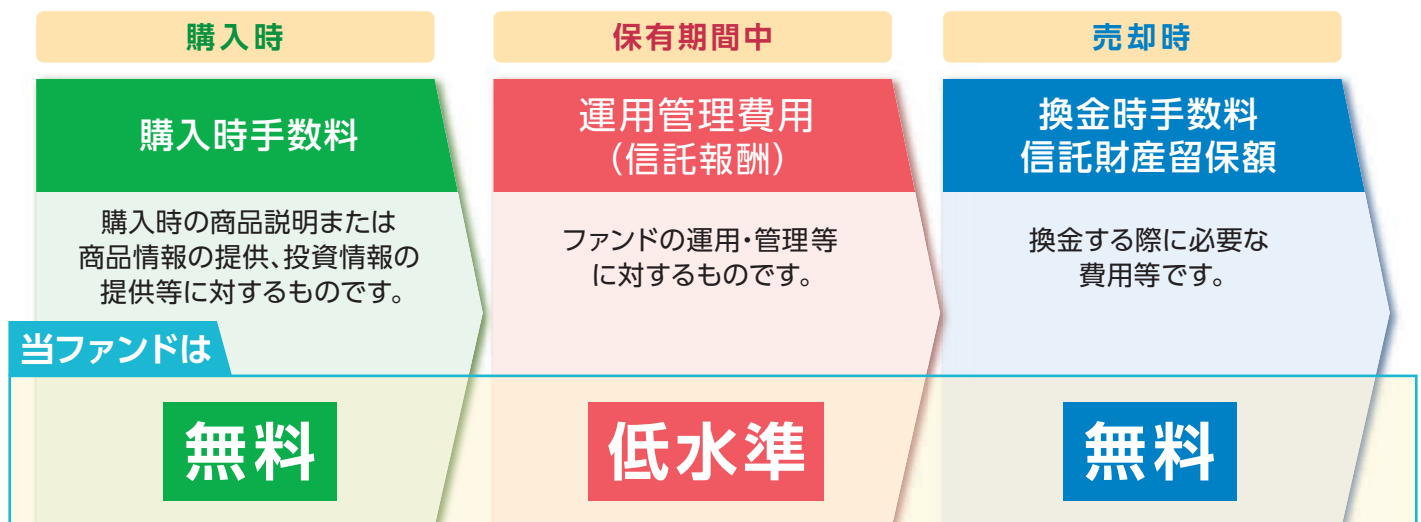 購入時
購入時手数料
購入時の商品説明または
商品情報の提供、投資情報の
提供等に対するものです。
保有期間中
運用管理費用
(信託報酬)
ファンドの運用・管理等
に対するものです。
売却時
換金時手数料
信託財産留保額
換金する際に必要な
費用等です。
当ファンドは
無料
低水準
無料